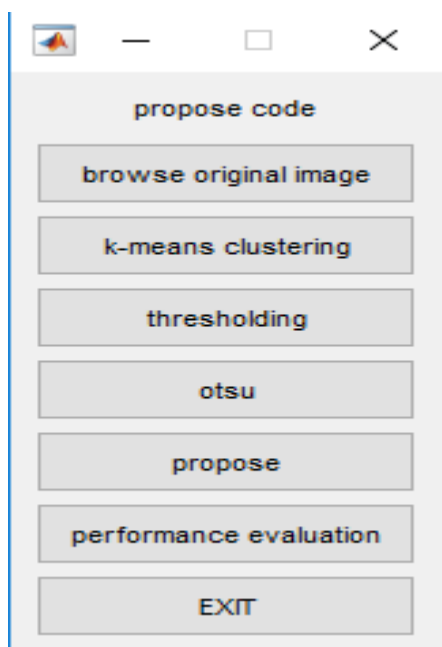 propose code
browse original image
k-means clustering
thresholding
otsu
propose
performance evaluation
EXIT